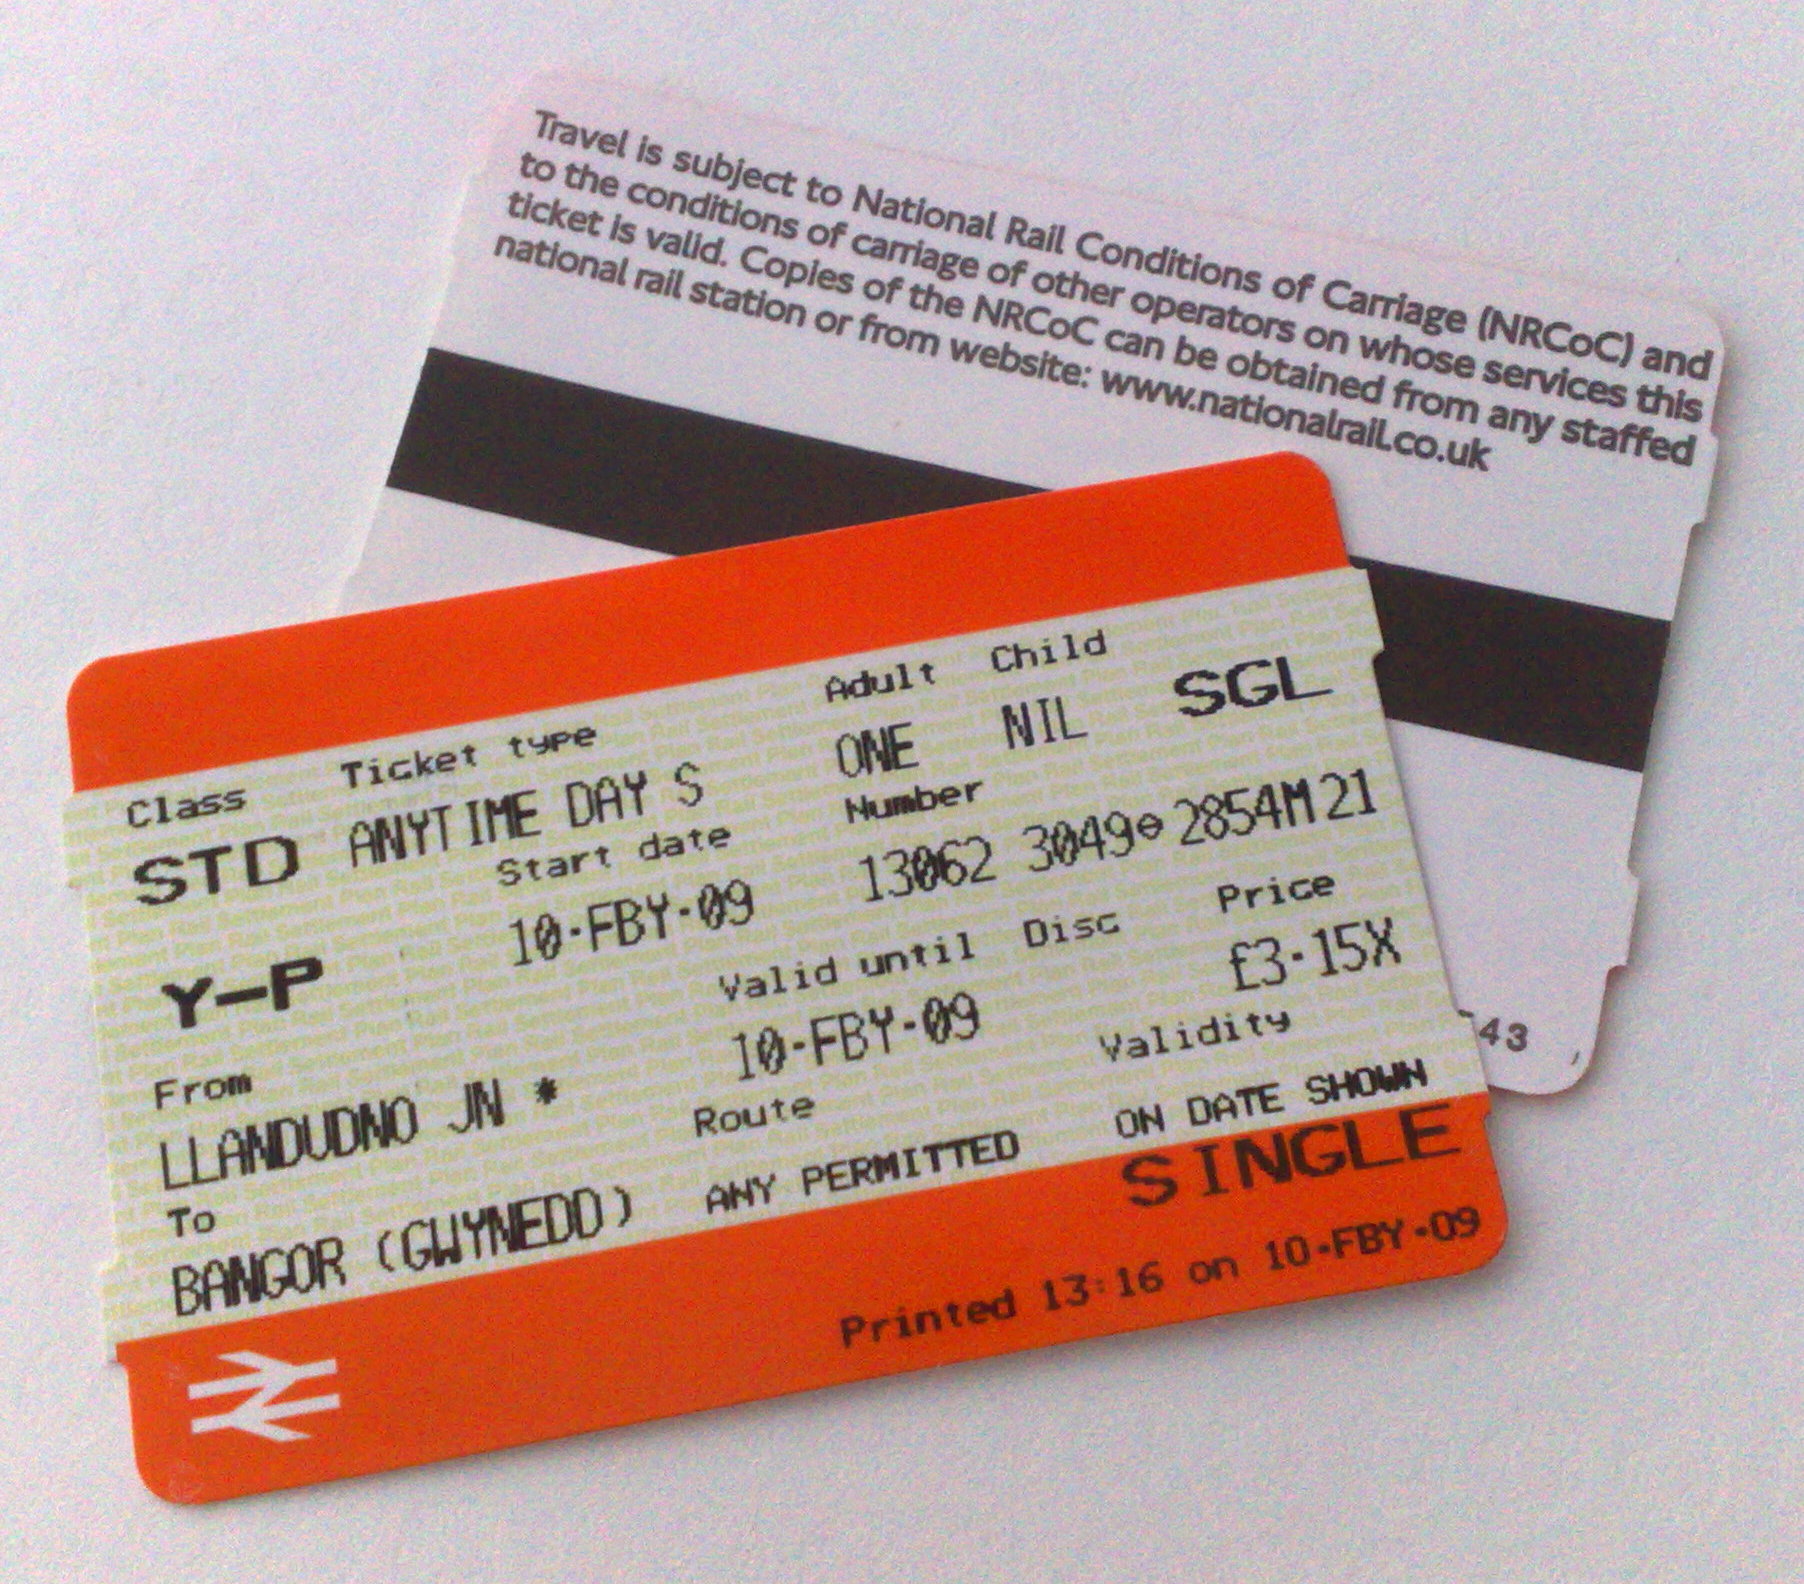 Travel is subject to National Rail Conditions of Carriage (NRCoC) and
to the conditions of carriage of other operators on whose services this
ticket is valid. Copies of the NRCoC can be obtained from any staffed
national rail station or from website: www.nationalrail.co.uk
43
Class Ticket type Adult Child
STD ANYTIME DAY S ONE NIL SGL
Start date Number
10·FBY·09 13062 3049 2854M21
Y-P Valid until Disc Price
10·FBY·09 £3·15X
From Route Validity
LLANDUDNO JN * ANY PERMITTED ON DATE SHOWN
To
BANGOR (GWYNEDD) SINGLE
Printed 13:16 on 10·FBY·09